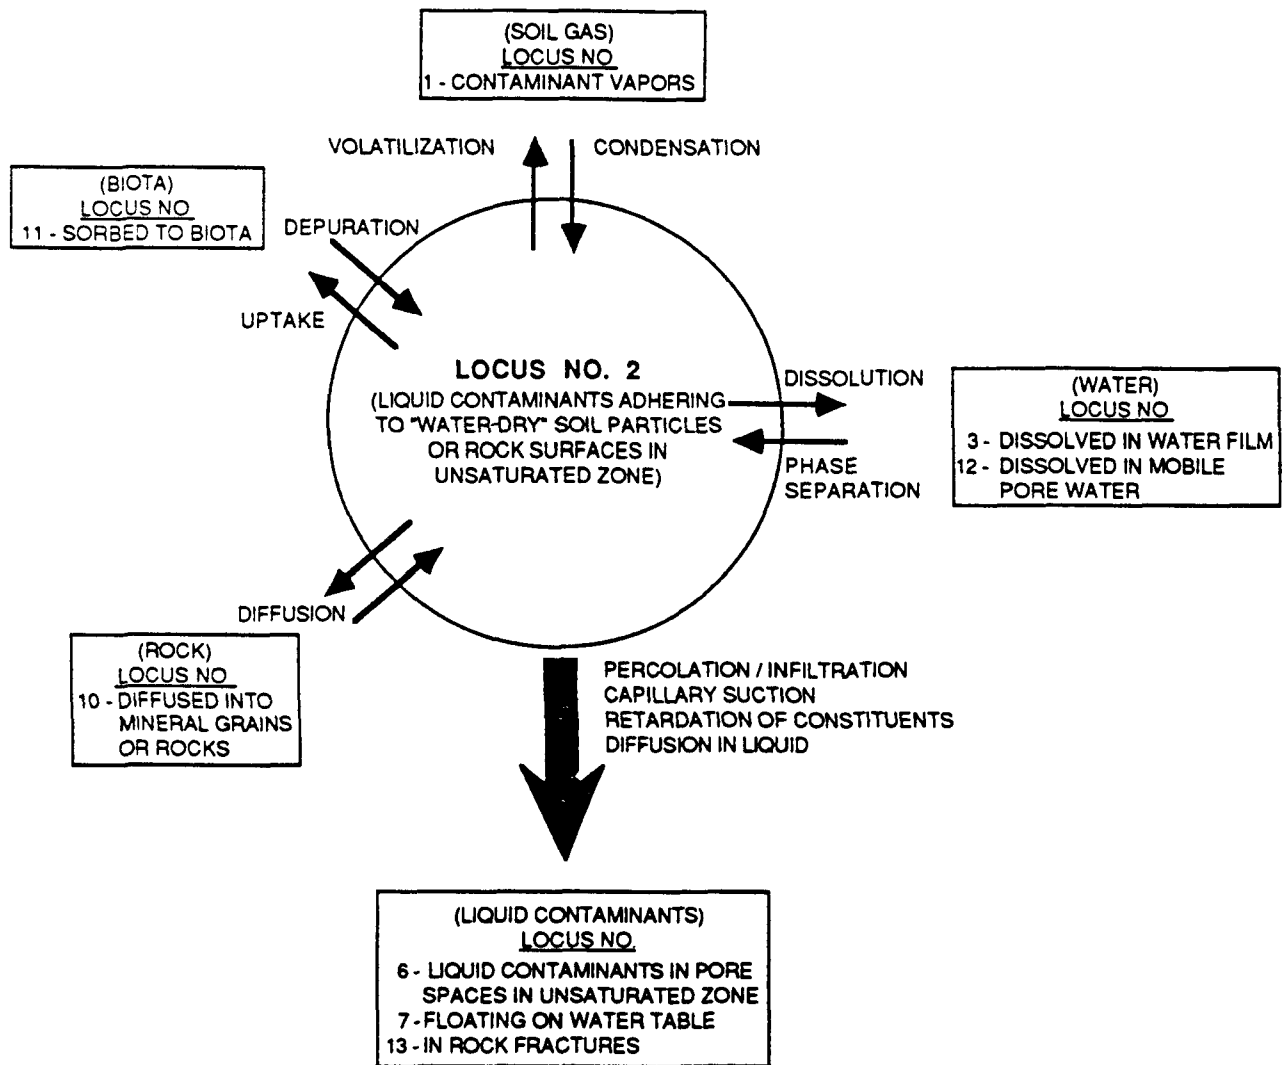 (SOIL GAS)
LOCUS NO
1 - CONTAMINANT VAPORS
VOLATILIZATION
CONDENSATION
(BIOTA)
LOCUS NO
11 - SORBED TO BIOTA
DEPURATION
UPTAKE
LOCUS NO. 2
(LIQUID CONTAMINANTS ADHERING
TO "WATER-DRY" SOIL PARTICLES
OR ROCK SURFACES IN
UNSATURATED ZONE)
DISSOLUTION
PHASE
SEPARATION
(WATER)
LOCUS NO
3 - DISSOLVED IN WATER FILM
12 - DISSOLVED IN MOBILE
PORE WATER
DIFFUSION
(ROCK)
LOCUS NO
10 - DIFFUSED INTO
MINERAL GRAINS
OR ROCKS
PERCOLATION / INFILTRATION
CAPILLARY SUCTION
RETARDATION OF CONSTITUENTS
DIFFUSION IN LIQUID
(LIQUID CONTAMINANTS)
LOCUS NO.
6 - LIQUID CONTAMINANTS IN PORE
SPACES IN UNSATURATED ZONE
7 - FLOATING ON WATER TABLE
13 - IN ROCK FRACTURES